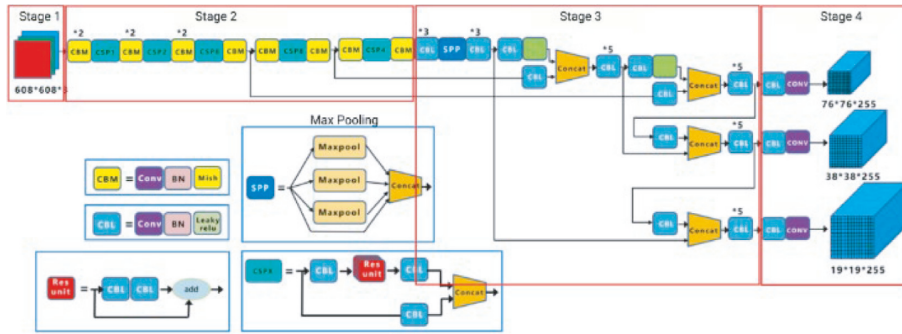 Stage 1
Stage 2
Stage 3
Stage 4
*2 *2 *2 *3 *3
CBM CSP1 CBM CSP2 CBM CSP8 CBM CBM CSP8 CBM CBM CSP4 CBM CBL SPP CBL CBL
CBL Concat *5 CBL CBL
CBL Concat *5 CBL CBL CONV
608*608*3
76*76*255
CBL Concat *5 CBL CBL CONV
38*38*255
CBL Concat *5 CBL CBL CONV
19*19*255
Max Pooling
SPP =
Maxpool
Maxpool
Maxpool
Concat
CBM = Conv BN Mish
CBL = Conv BN Leaky relu
Res unit = CBL CBL add
CSPX = CBL Res unit CBL
CBL
Concat